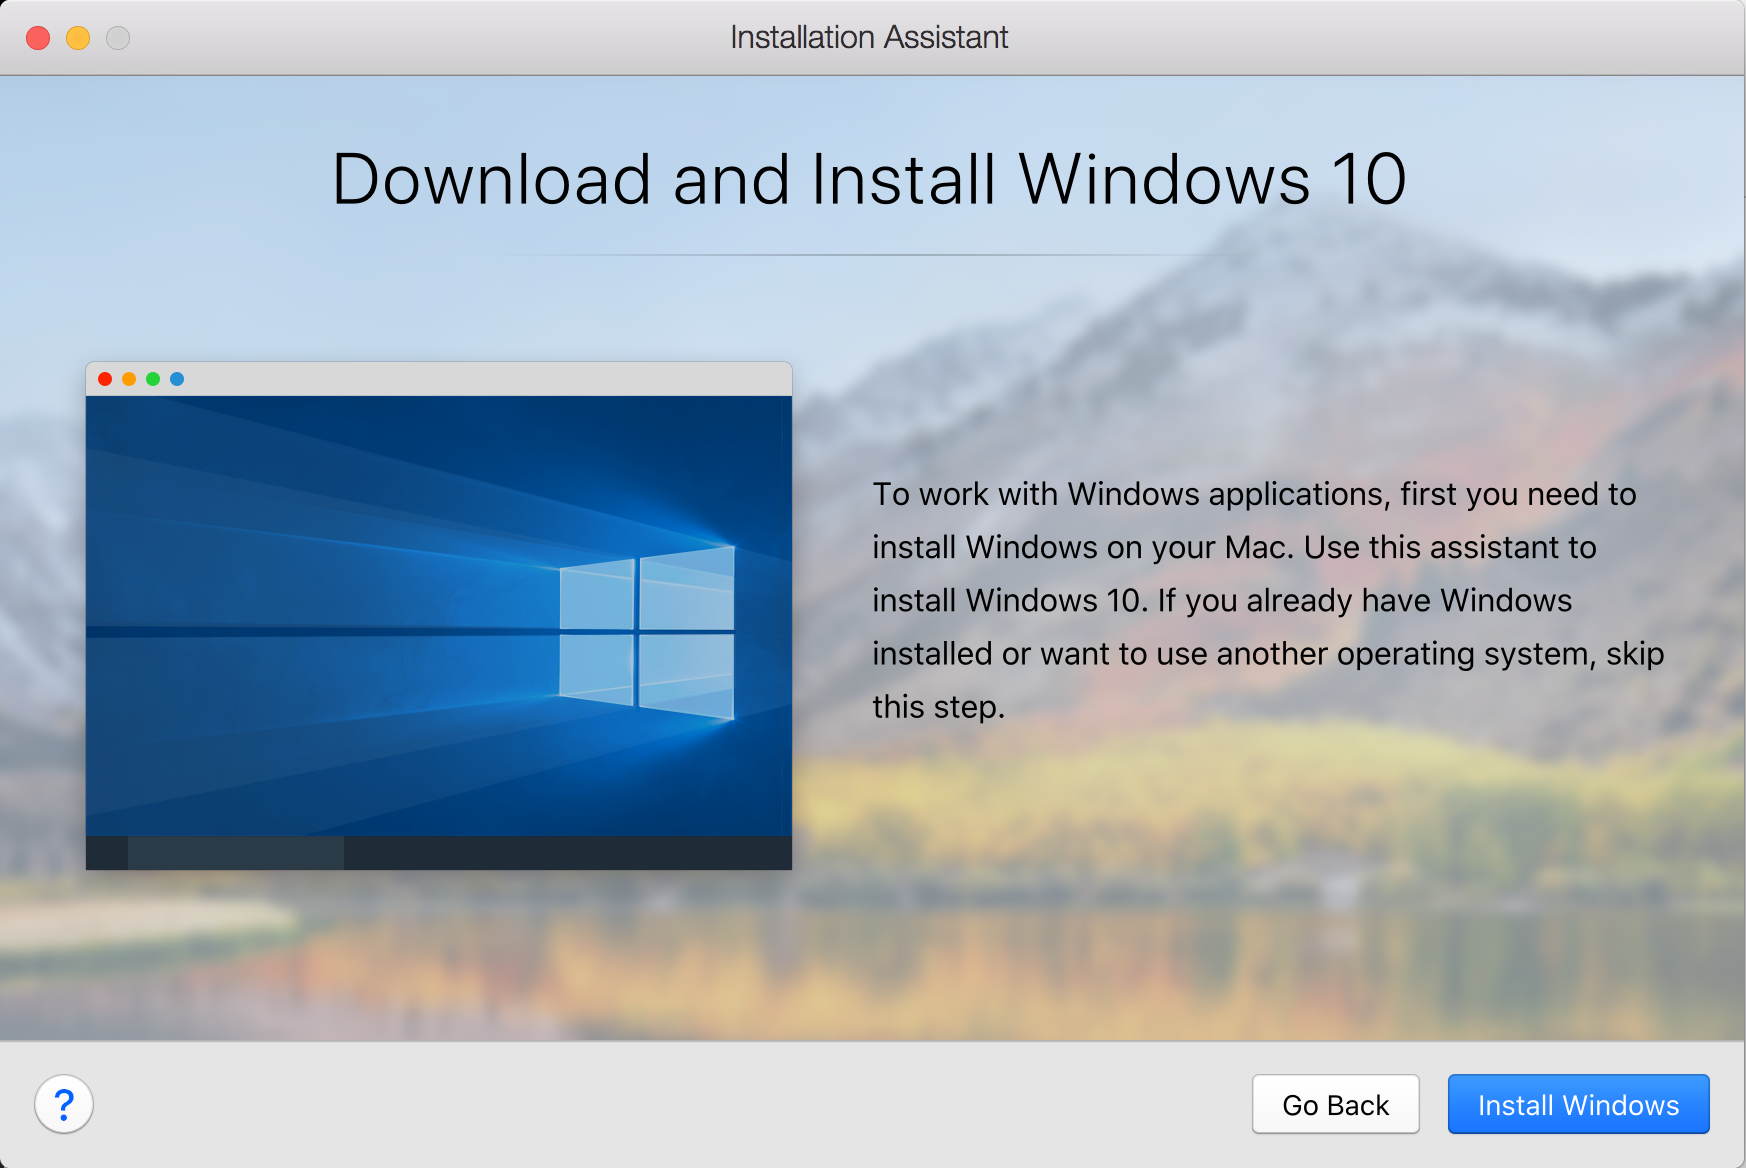 Installation Assistant
Download and Install Windows 10
To work with Windows applications, first you need to
install Windows on your Mac. Use this assistant to
install Windows 10. If you already have Windows
installed or want to use another operating system, skip
this step.
?
Go Back
Install Windows